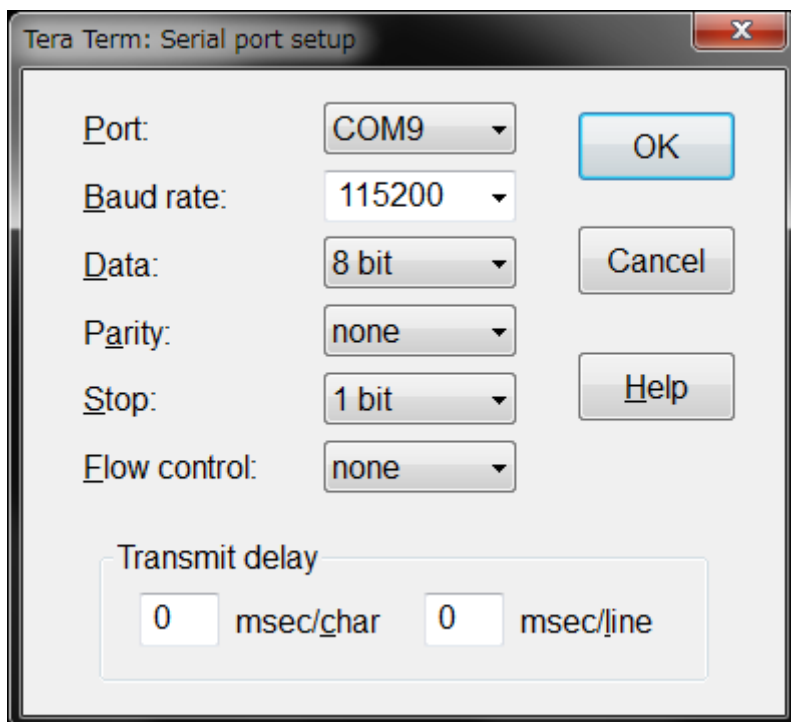 Tera Term: Serial port setup
Port: COM9
OK
Baud rate: 115200
Data: 8 bit
Cancel
Parity: none
Stop: 1 bit
Help
Flow control: none
Transmit delay
0 msec/char 0 msec/line